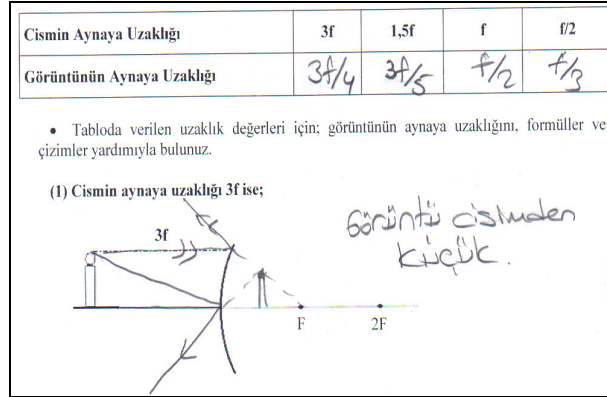 Cismin Aynaya Uzaklığı 3f 1,5f f f/2
Görüntünün Aynaya Uzaklığı 3f/4 3f/5 f/2 f/3
• Tabloda verilen uzaklık değerleri için; görüntünün aynaya uzaklığını, formüller ve
çizimler yardımıyla bulunuz.
(1) Cismin aynaya uzaklığı 3f ise;
3f
Görüntü cisimden
küçük.
F 2F